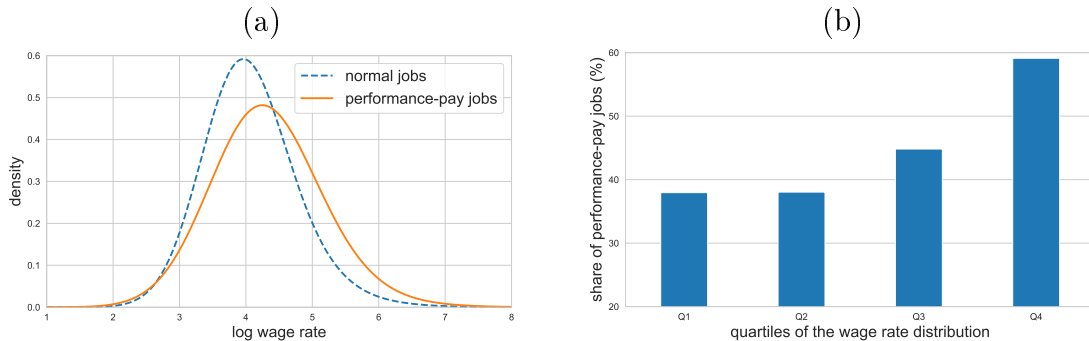 (a)
0.6
0.5
0.4
0.3
0.2
0.1
0.0
density
normal jobs
performance-pay jobs
1 2 3 4 5 6 7 8
log wage rate
(b)
60
50
40
30
20
share of performance-pay jobs (%)
Q1 Q2 Q3 Q4
quartiles of the wage rate distribution